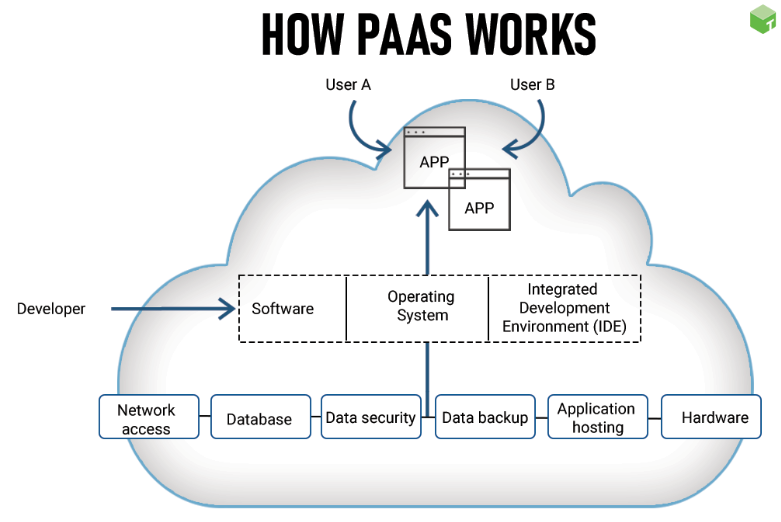 HOW PAAS WORKS
T
User A
User B
APP
APP
Developer
Software
Operating
System
Integrated
Development
Environment (IDE)
Network
access
Database
Data security
Data backup
Application
hosting
Hardware